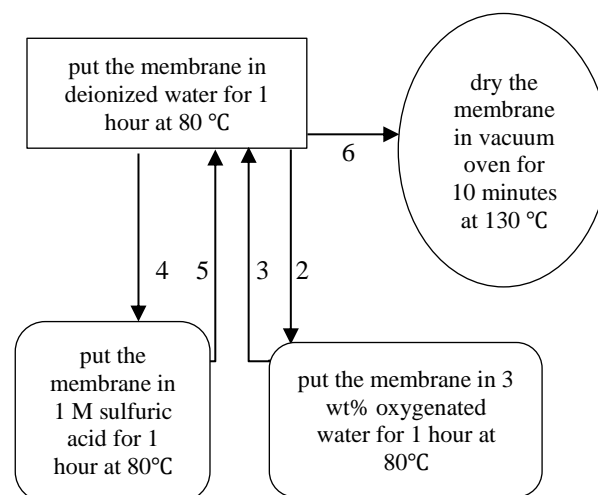 put the membrane in
deionized water for 1
hour at 80 ℃
dry the
membrane
in vacuum
oven for
10 minutes
at 130 ℃
6
4
5
3
2
put the
membrane in
1 M sulfuric
acid for 1
hour at 80℃
put the membrane in 3
wt% oxygenated
water for 1 hour at
80℃